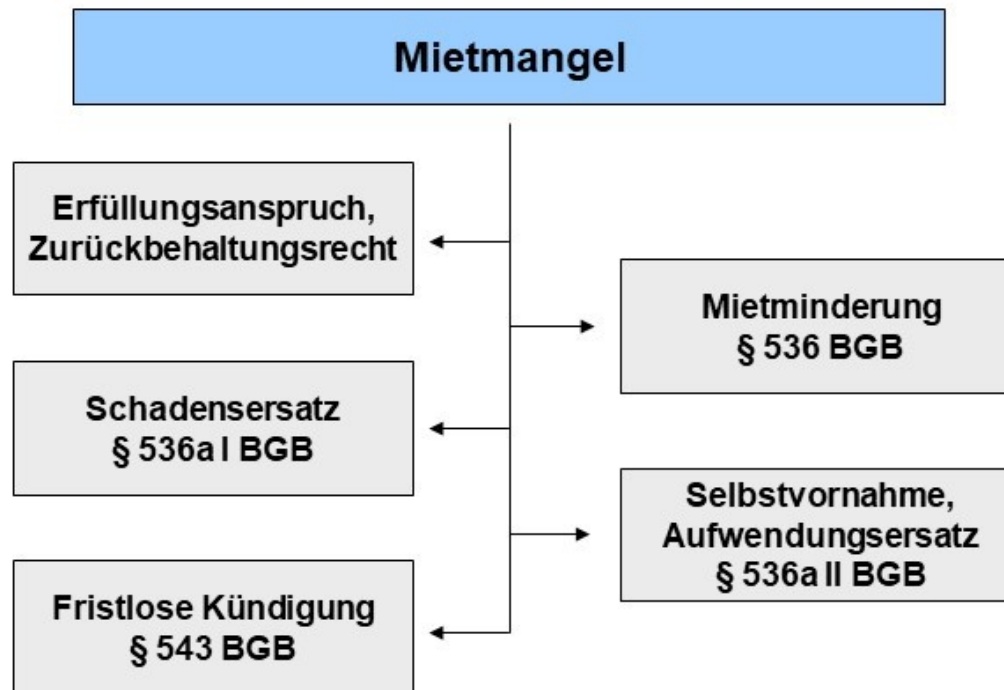 Mietmangel
Erfüllungsanspruch,
Zurückbehaltungsrecht
Mietminderung
§ 536 BGB
Schadensersatz
§ 536a I BGB
Selbstvornahme,
Aufwendungsersatz
§ 536a II BGB
Fristlose Kündigung
§ 543 BGB